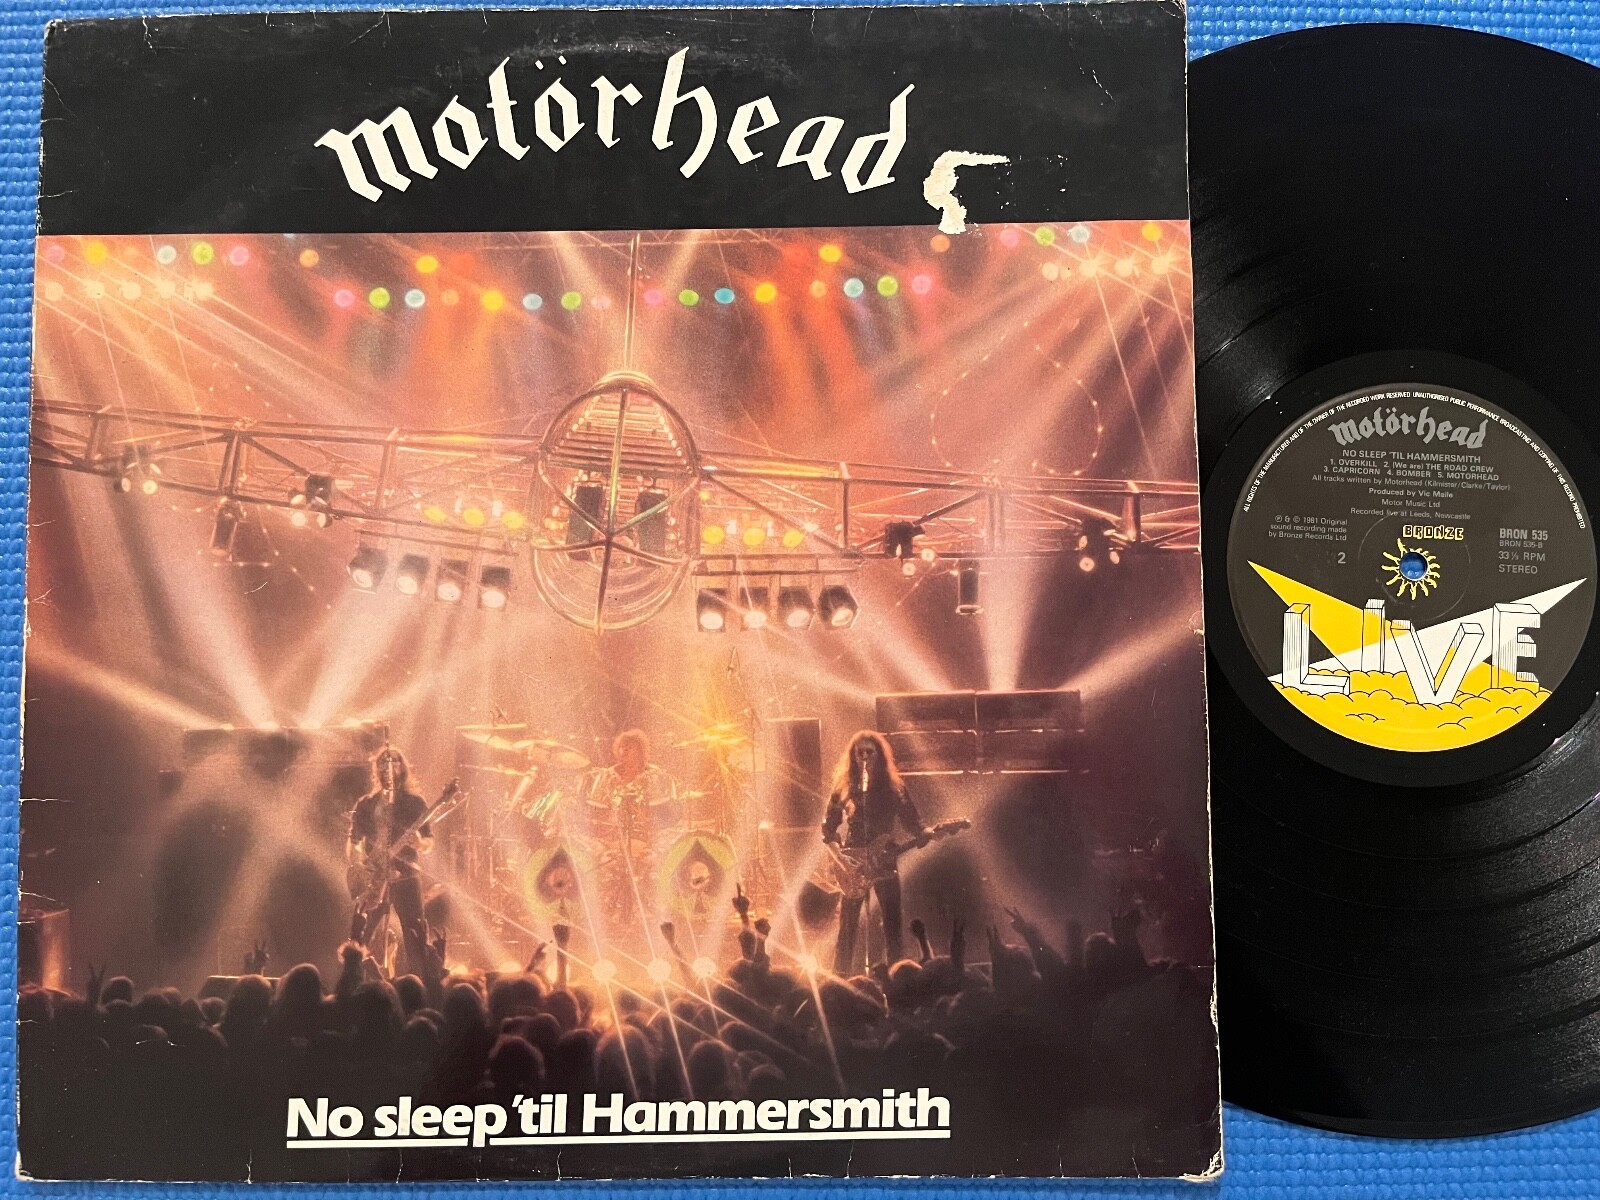 motörhead
No sleep 'til Hammersmith
ALL RIGHTS OF THE MANUFACTURER AND OF THE OWNER OF THE RECORDED WORK RESERVED UNAUTHORISED PUBLIC PERFORMANCE BROADCASTING AND COPYING OF THIS RECORD PROHIBITED
motörhead
NO SLEEP 'TIL HAMMERSMITH
1. OVERKILL 2. (We are) THE ROAD CREW
3. CAPRICORN 4. BOMBER 5. MOTORHEAD
All tracks written by Motorhead (Kilmister/Clarke/Taylor)
Produced by Vic Maile
Motor Music Ltd
Recorded live at Leeds, Newcastle
℗ & © 1981 Original
sound recording made
by Bronze Records Ltd
BRONZE
BRON 535
BRON 535-B
33⅓ RPM
STEREO
2
LIVE